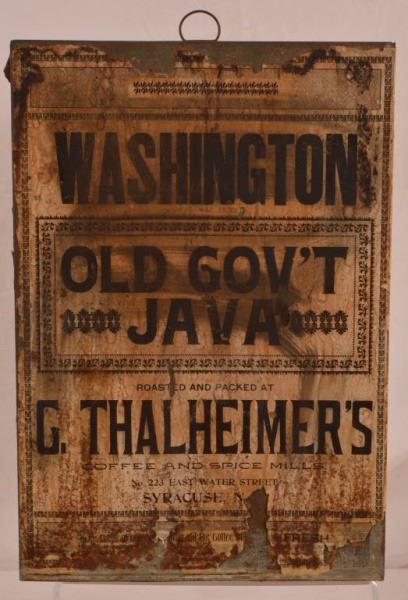 WASHINGTON
OLD GOV'T
JAVA
ROASTED AND PACKED AT
G. THALHEIMER'S
COFFEE AND SPICE MILLS
No. 223 EAST WATER STREET
SYRACUSE, N.
Coffee
FRESH